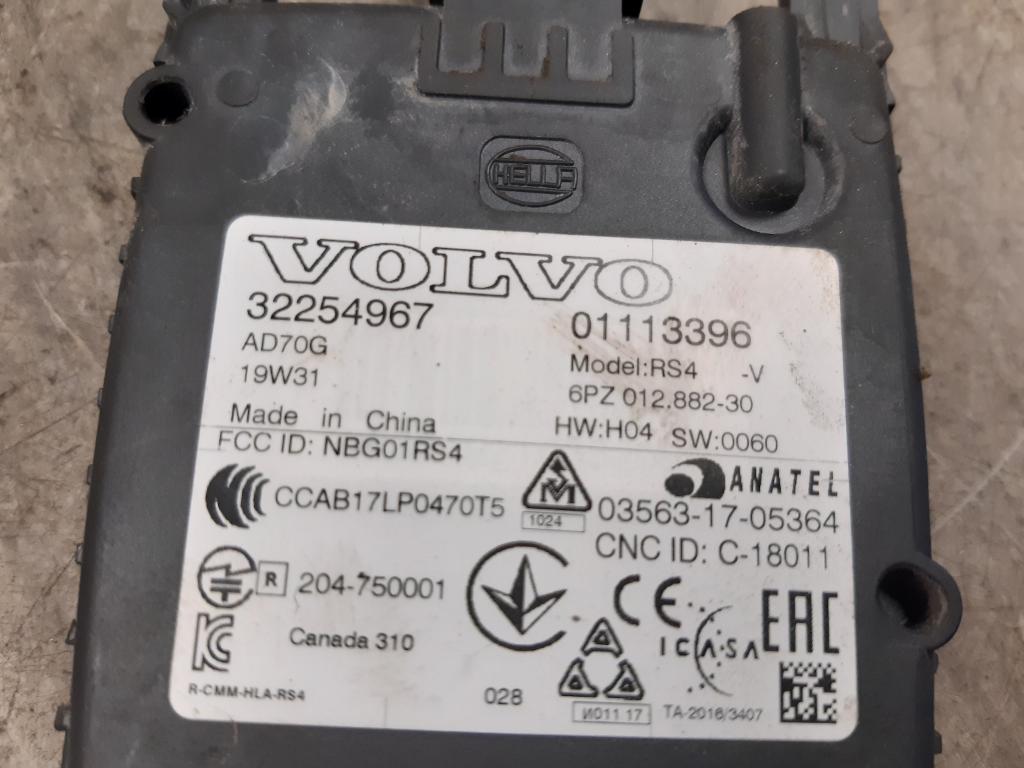 HELLA
VOLVO
32254967 01113396
AD70G Model:RS4 -V
19W31 6PZ 012.882-30
Made in China HW:H04 SW:0060
FCC ID: NBG01RS4
CCAB17LP0470T5 1024 ANATEL
03563-17-05364
CNC ID: C-18011
R 204-750001 CE ICASA EAC
KC Canada 310
R-CMM-HLA-RS4 028 И011 17 TA-2016/3407